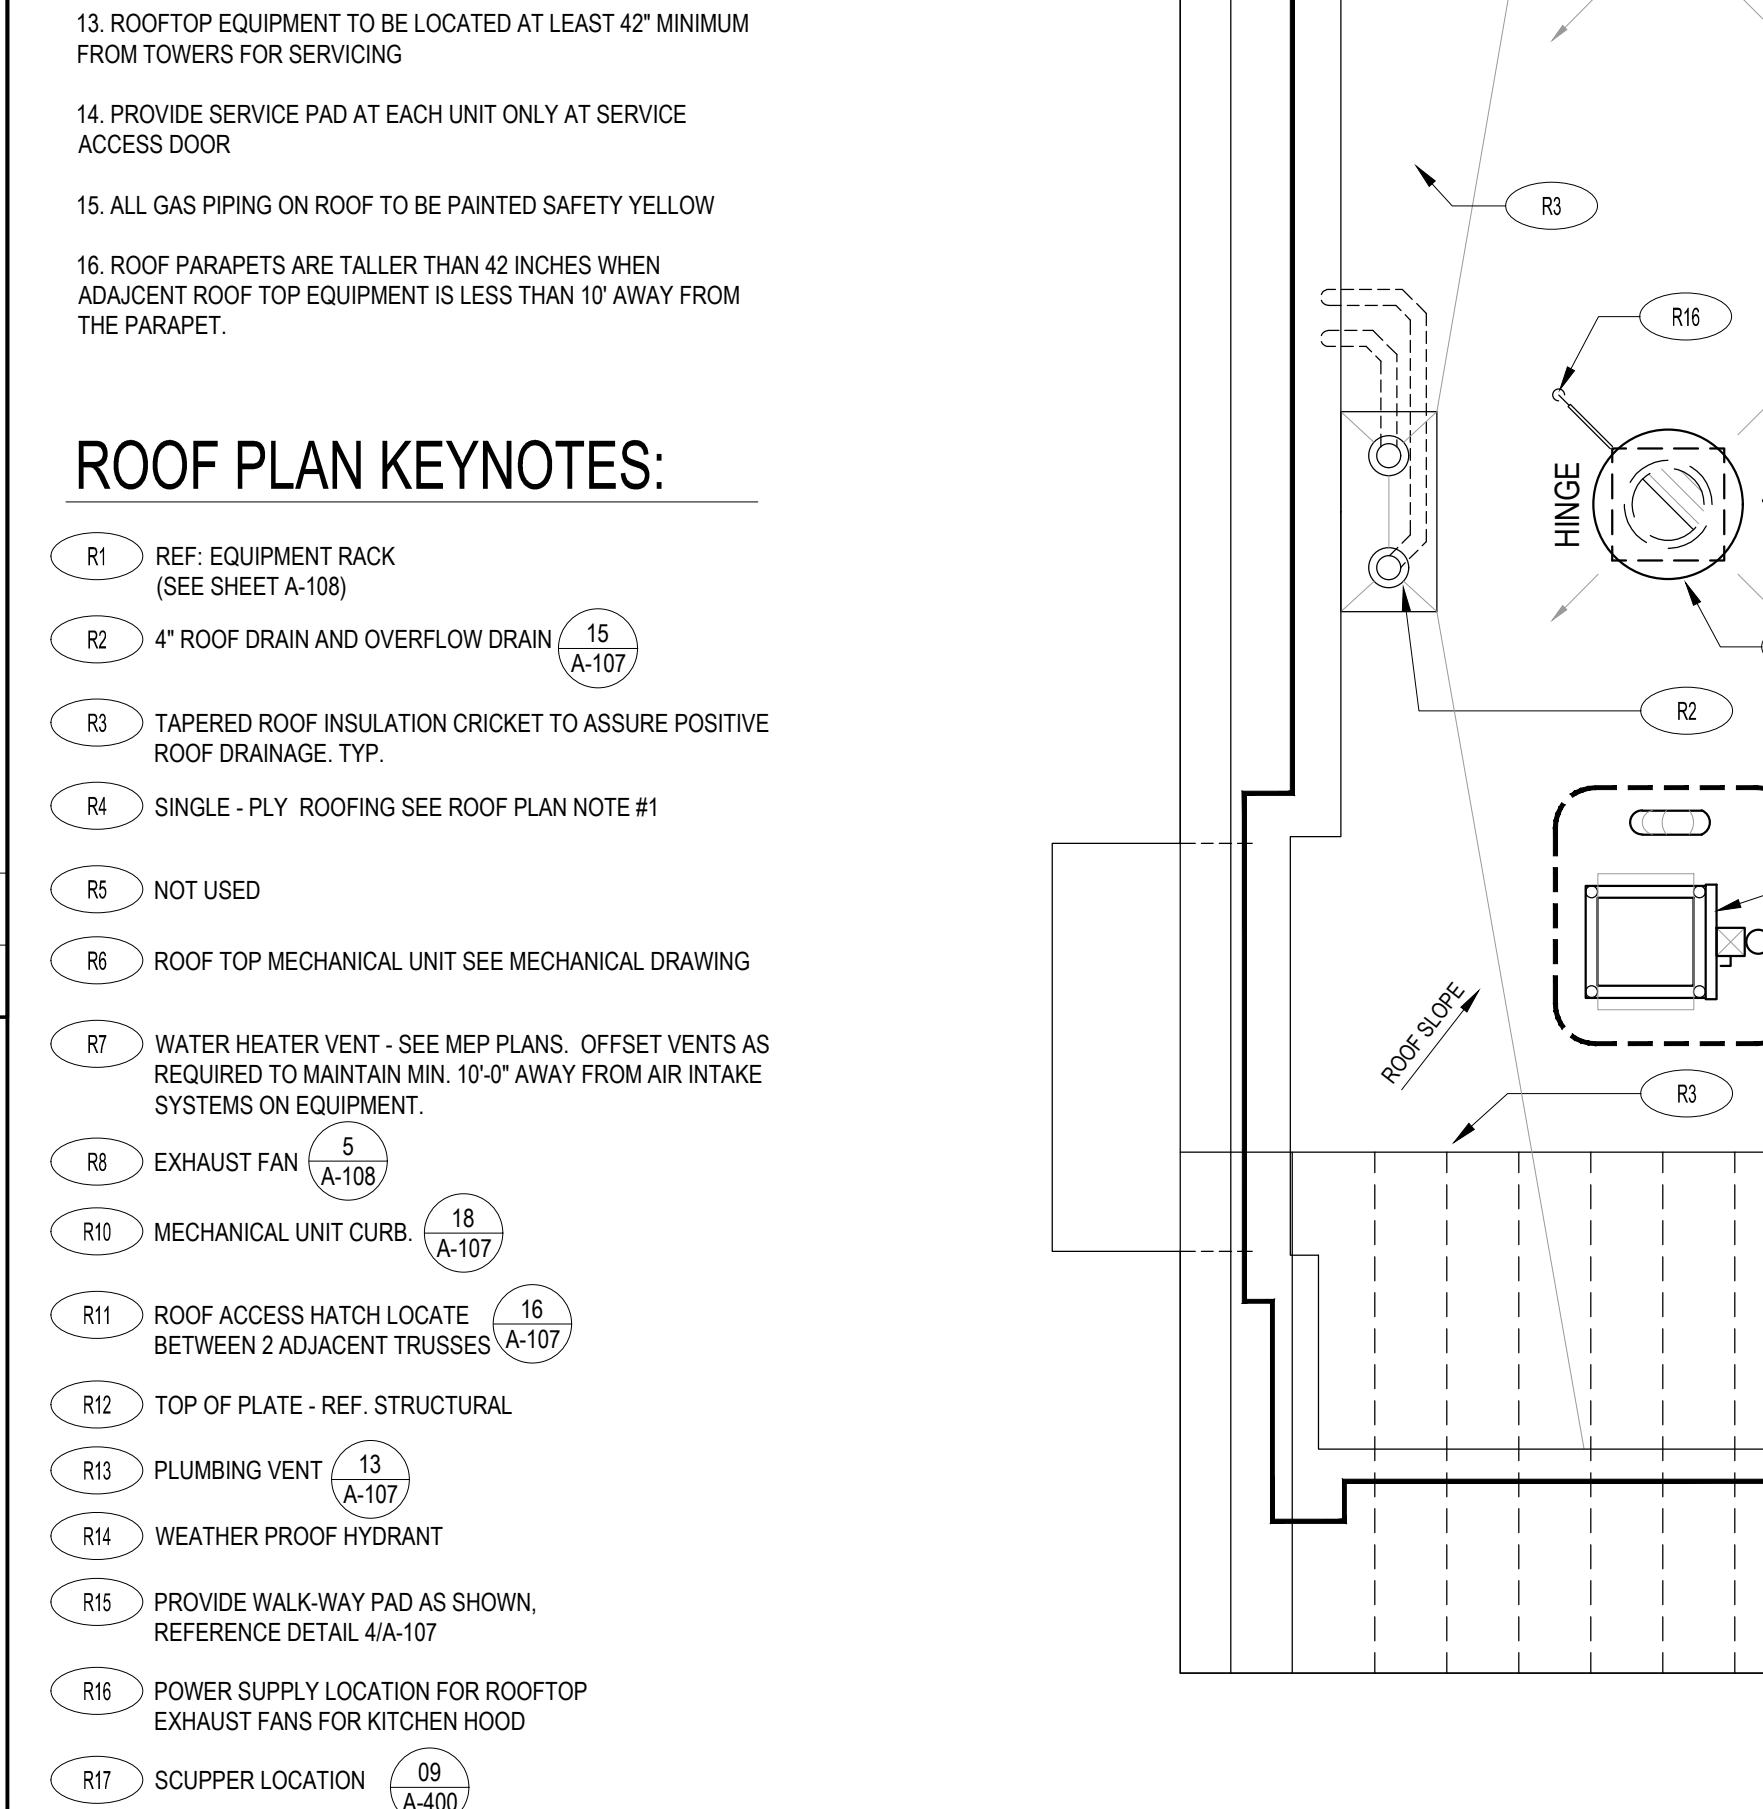 13. ROOFTOP EQUIPMENT TO BE LOCATED AT LEAST 42" MINIMUM
FROM TOWERS FOR SERVICING
14. PROVIDE SERVICE PAD AT EACH UNIT ONLY AT SERVICE
ACCESS DOOR
15. ALL GAS PIPING ON ROOF TO BE PAINTED SAFETY YELLOW
16. ROOF PARAPETS ARE TALLER THAN 42 INCHES WHEN
ADAJCENT ROOF TOP EQUIPMENT IS LESS THAN 10' AWAY FROM
THE PARAPET.
ROOF PLAN KEYNOTES:
R1 REF: EQUIPMENT RACK
(SEE SHEET A-108)
R2 4" ROOF DRAIN AND OVERFLOW DRAIN 15
A-107
R3 TAPERED ROOF INSULATION CRICKET TO ASSURE POSITIVE
ROOF DRAINAGE. TYP.
R4 SINGLE - PLY ROOFING SEE ROOF PLAN NOTE #1
R5 NOT USED
R6 ROOF TOP MECHANICAL UNIT SEE MECHANICAL DRAWING
R7 WATER HEATER VENT - SEE MEP PLANS. OFFSET VENTS AS
REQUIRED TO MAINTAIN MIN. 10'-0" AWAY FROM AIR INTAKE
SYSTEMS ON EQUIPMENT.
R8 EXHAUST FAN 5
A-108
R10 MECHANICAL UNIT CURB. 18
A-107
R11 ROOF ACCESS HATCH LOCATE 16
BETWEEN 2 ADJACENT TRUSSES A-107
R12 TOP OF PLATE - REF. STRUCTURAL
R13 PLUMBING VENT 13
A-107
R14 WEATHER PROOF HYDRANT
R15 PROVIDE WALK-WAY PAD AS SHOWN,
REFERENCE DETAIL 4/A-107
R16 POWER SUPPLY LOCATION FOR ROOFTOP
EXHAUST FANS FOR KITCHEN HOOD
R17 SCUPPER LOCATION 09
A-400
R3
R16
HINGE
R2
ROOF SLOPE
R3